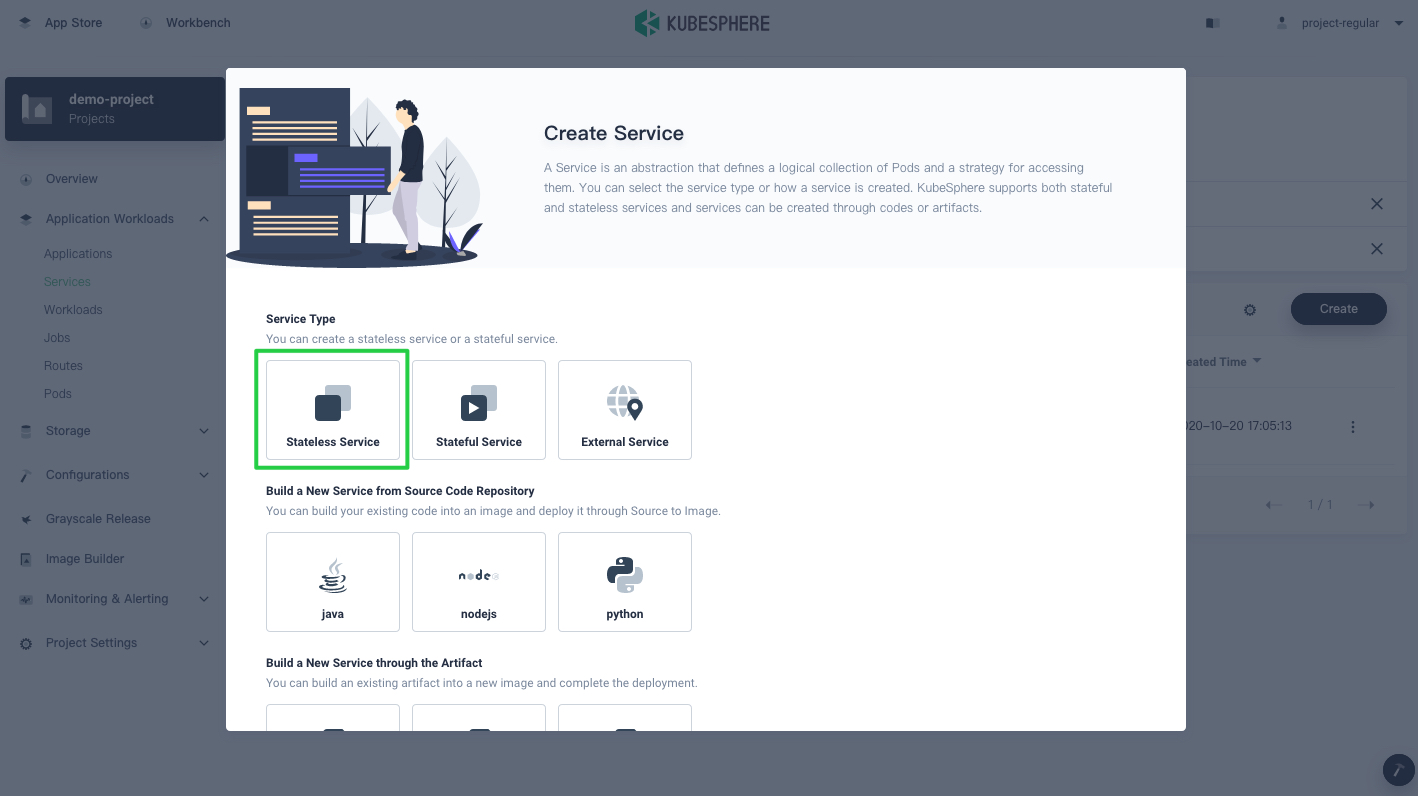 App Store
Workbench
KUBESPHERE
project-regular
demo-project
Projects
Overview
Application Workloads
Applications
Services
Workloads
Jobs
Routes
Pods
Storage
Configurations
Grayscale Release
Image Builder
Monitoring & Alerting
Project Settings
Create Service
A Service is an abstraction that defines a logical collection of Pods and a strategy for accessing
them. You can select the service type or how a service is created. KubeSphere supports both stateful
and stateless services and services can be created through codes or artifacts.
Service Type
You can create a stateless service or a stateful service.
Stateless Service
Stateful Service
External Service
Build a New Service from Source Code Repository
You can build your existing code into an image and deploy it through Source to Image.
java
node
nodejs
python
Build a New Service through the Artifact
You can build an existing artifact into a new image and complete the deployment.
Create
eated Time
20-10-20 17:05:13
1 / 1